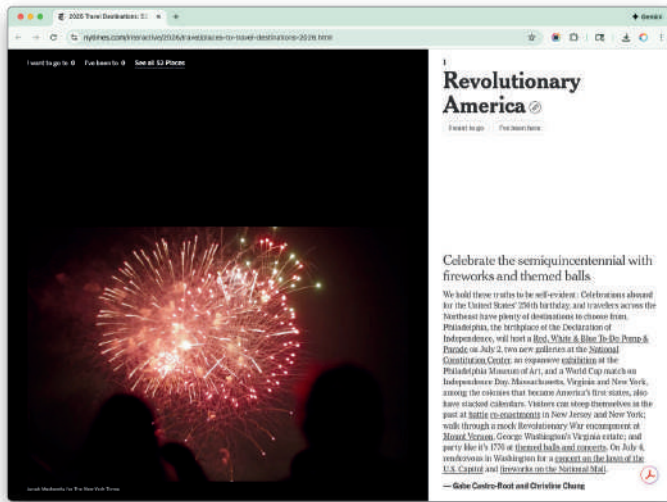 2026 Travel Destinations: 52
Gemini
nytimes.com/interactive/2026/travel/places-to-travel-destinations-2026.html
I want to go to 0 I've been to 0 See all 52 Places
1
Revolutionary
America
I want to go I've been here
Celebrate the semiquincentennial with
fireworks and themed balls
We hold these truths to be self-evident: Celebrations abound
for the United States' 250th birthday, and travelers across the
Northeast have plenty of destinations to choose from.
Philadelphia, the birthplace of the Declaration of
Independence, will host a Red, White & Blue To-Do Pomp &
Parade on July 2, two new galleries at the National
Constitution Center, an expansive exhibition at the
Philadelphia Museum of Art, and a World Cup match on
Independence Day. Massachusetts, Virginia and New York,
among the colonies that became America's first states, also
have stacked calendars. Visitors can steep themselves in the
past at battle re-enactments in New Jersey and New York;
walk through a mock Revolutionary War encampment at
Mount Vernon, George Washington's Virginia estate; and
party like it's 1776 at themed balls and concerts. On July 4,
rendezvous in Washington for a concert on the lawn of the
U.S. Capitol and fireworks on the National Mall.
— Gabe Castro-Root and Christine Chung
for The New York Times